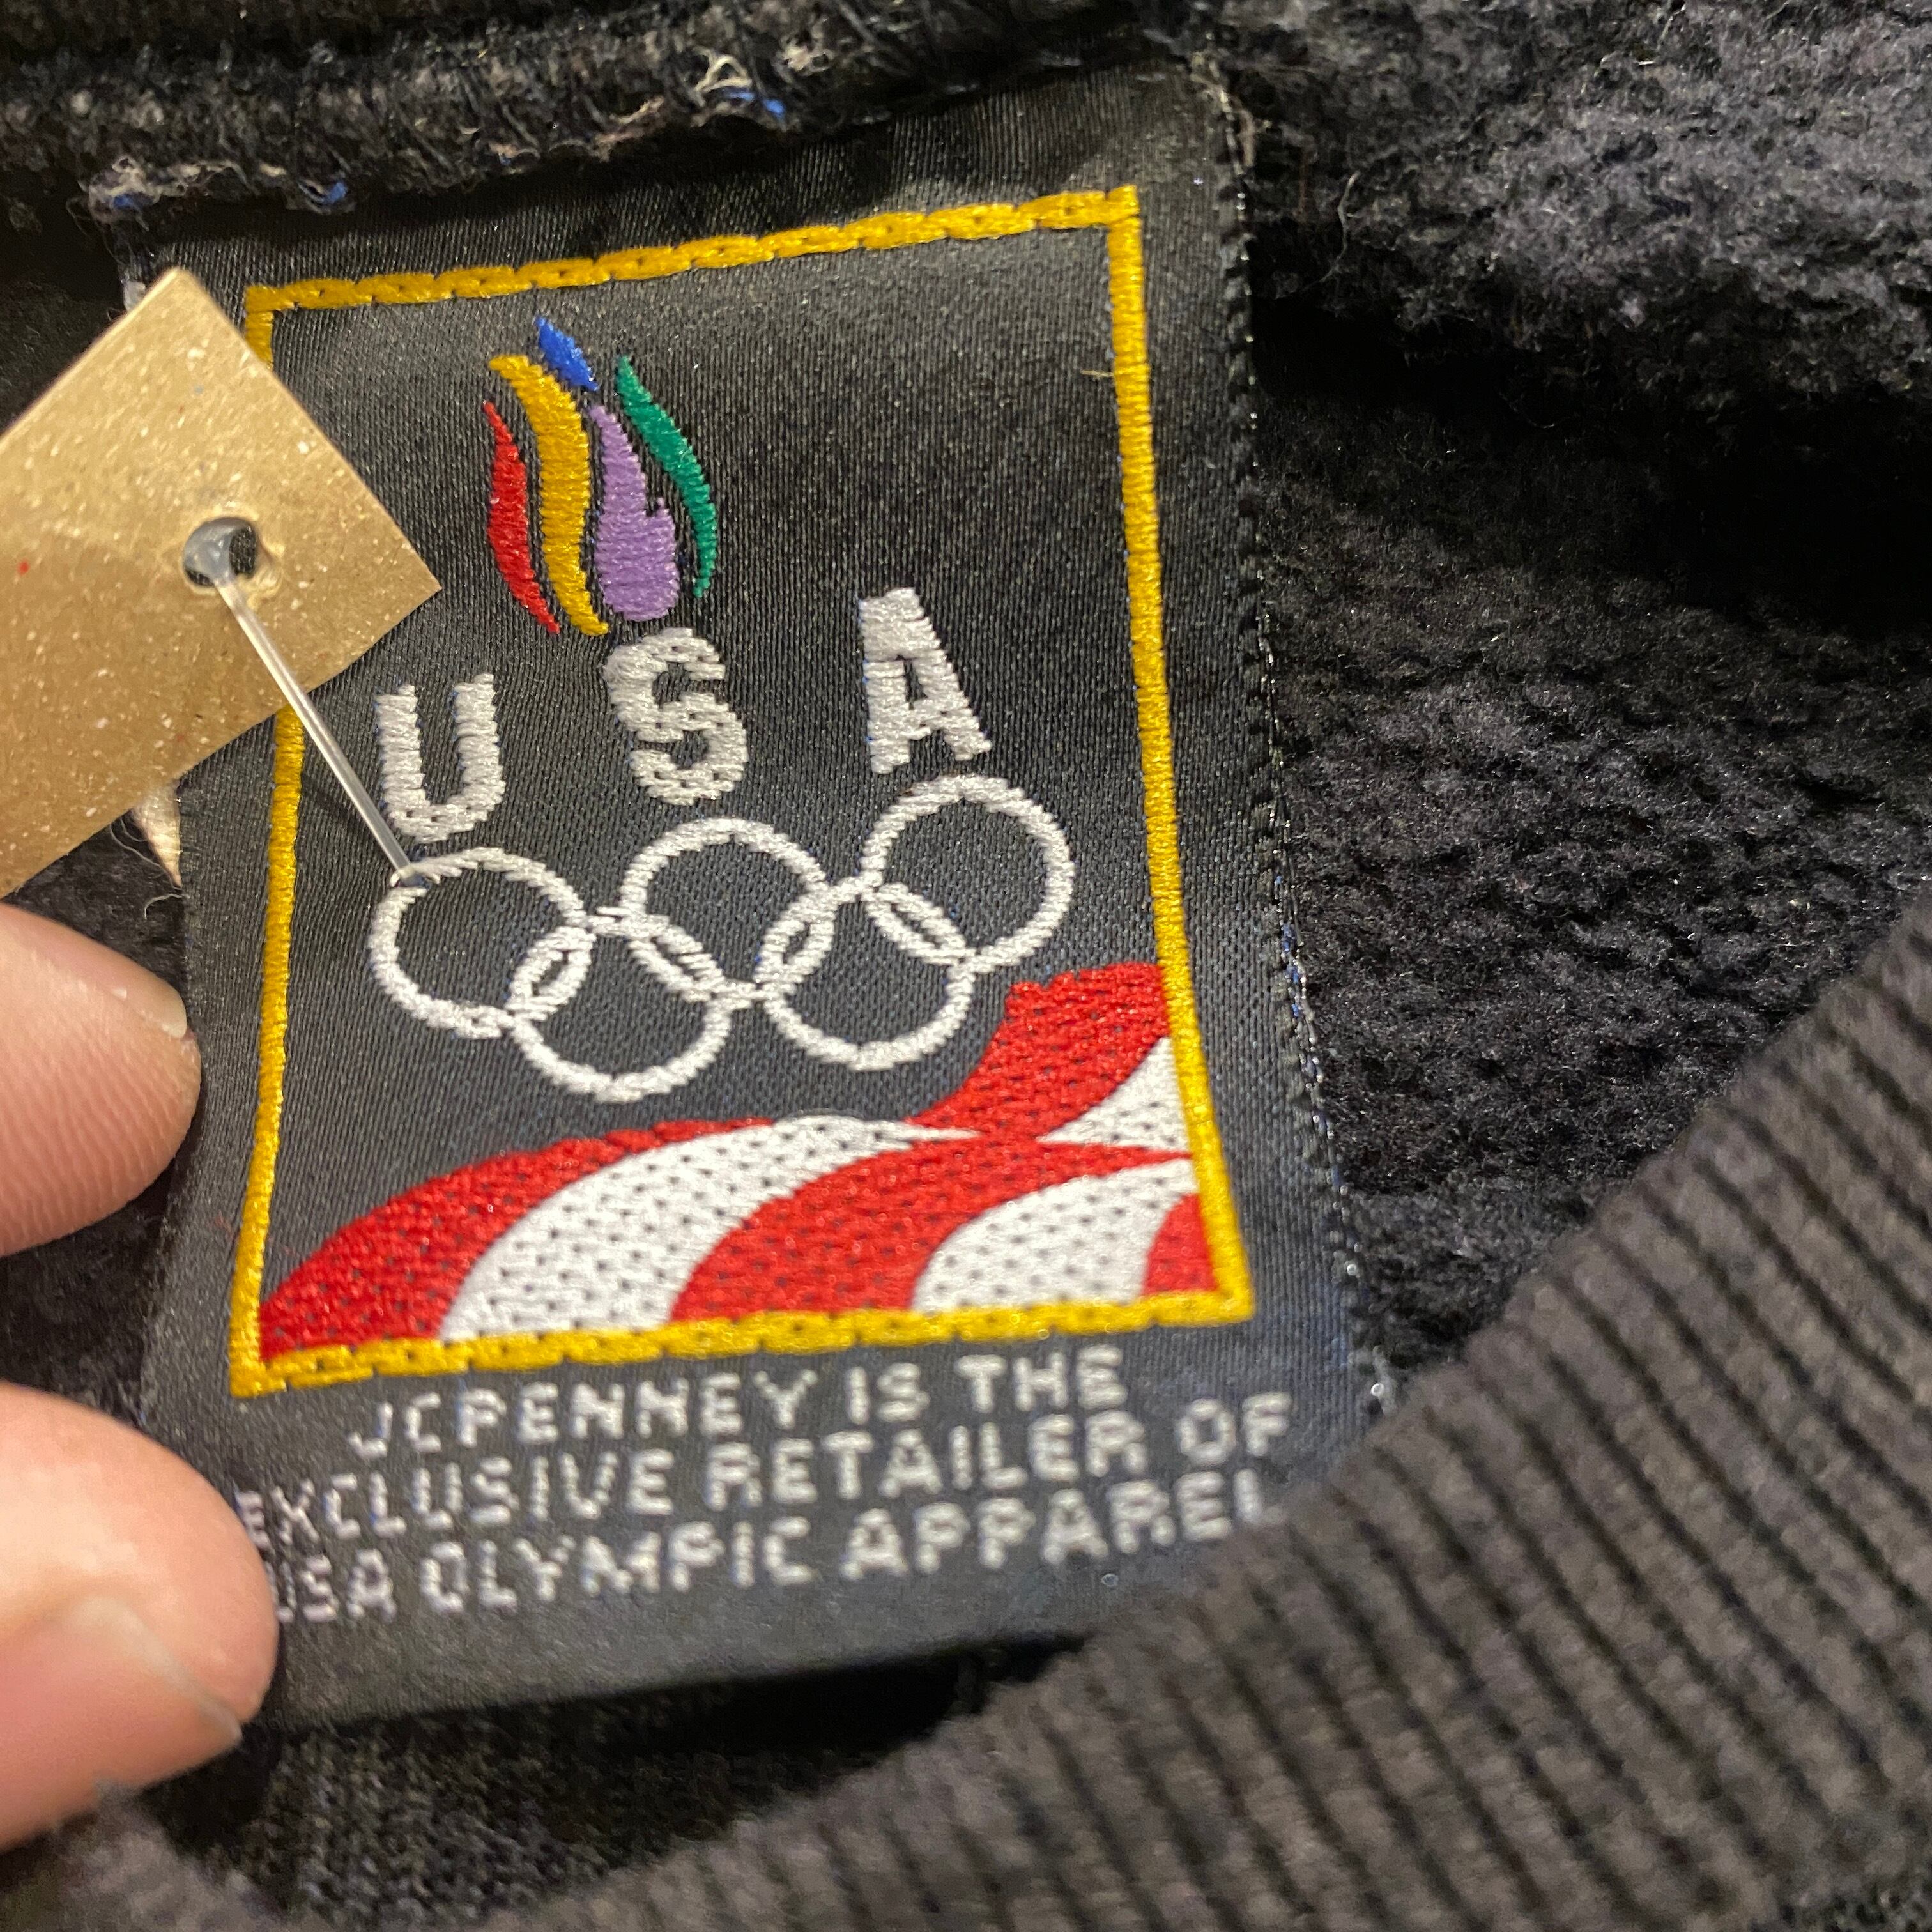 USA
JCPENNEY IS THE
EXCLUSIVE RETAILER OF
USA OLYMPIC APPAREL